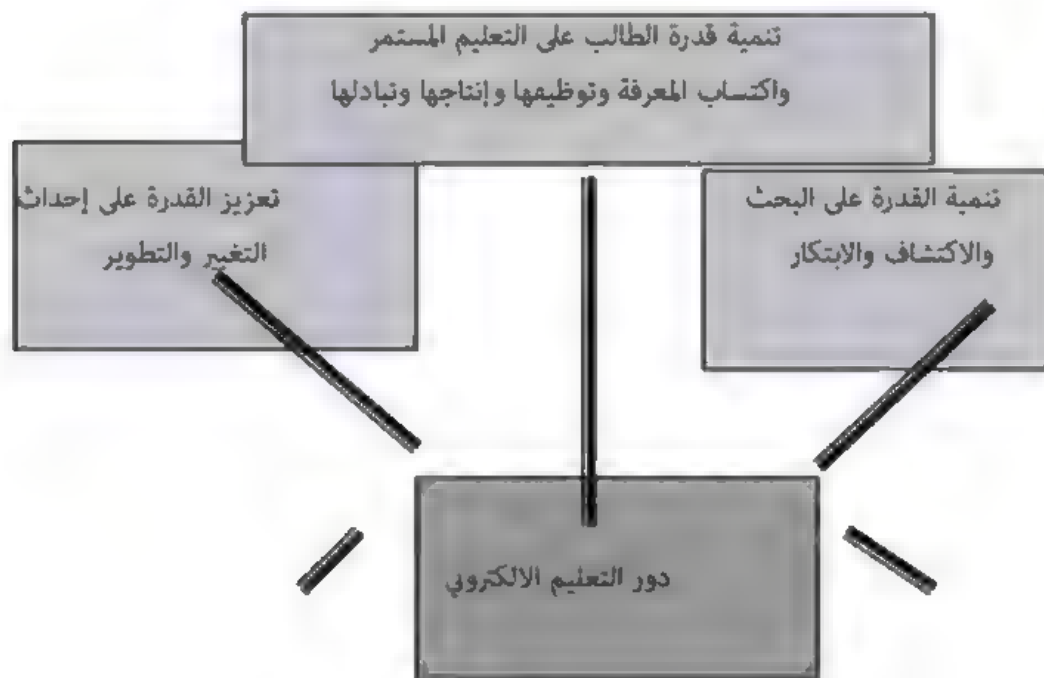 تنمية قدرة الطالب على التعليم المستمر
واكتساب المعرفة وتوظيفها وإنتاجها وتبادلها
تنمية القدرة على البحث
والاكتشاف والابتكار
تعزيز القدرة على إحداث
التغيير والتطوير
دور التعليم الالكتروني